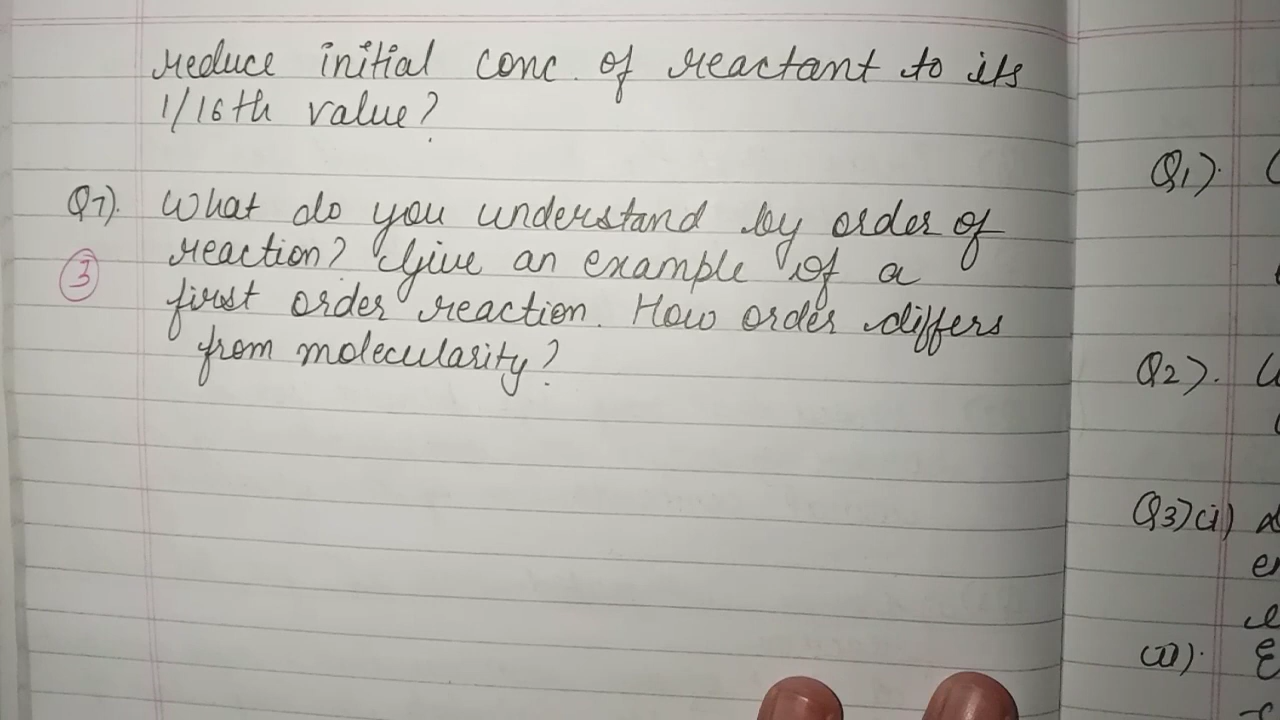 reduce initial conc. of reactant to its
1/16th value?
Q7). What do you understand by order of
reaction? Give an example of a
③
first order reaction. How order differs
from molecularity?
Q1).
Q2).
Q3)(i)
(II).